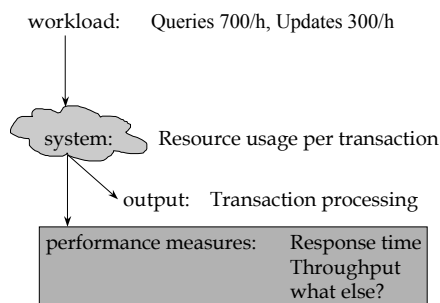 workload: Queries 700/h, Updates 300/h
system: Resource usage per transaction
output: Transaction processing
performance measures: Response time
Throughput
what else?